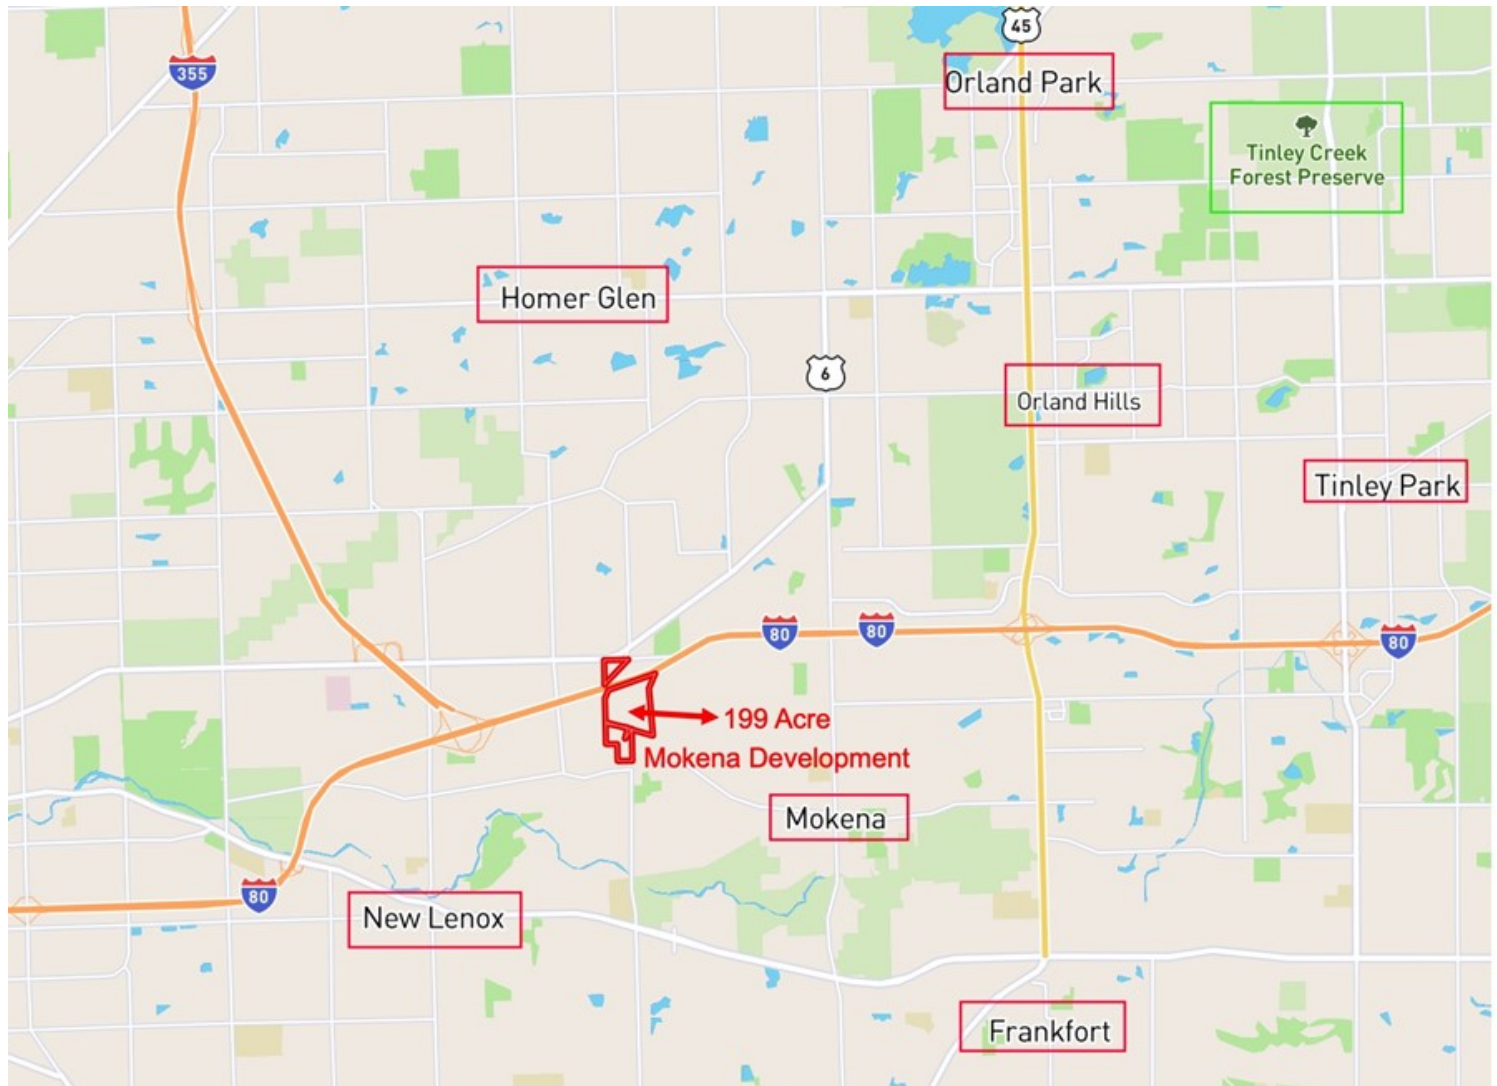 45
355
Orland Park
Tinley Creek
Forest Preserve
Homer Glen
6
Orland Hills
Tinley Park
80
80
80
199 Acre
Mokena Development
Mokena
80
New Lenox
Frankfort